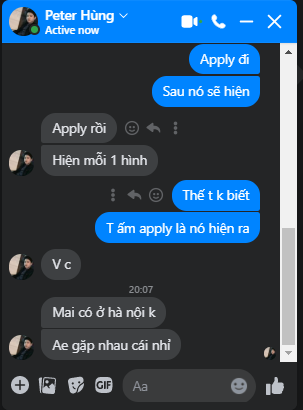 Peter Hùng
Active now
Apply đi
Sau nó sẽ hiện
Apply rồi
Hiện mỗi 1 hình
Thế t k biết
T ấm apply là nó hiện ra
V c
20:07
Mai có ở hà nội k
Ae gặp nhau cái nhỉ
GIF
Aa